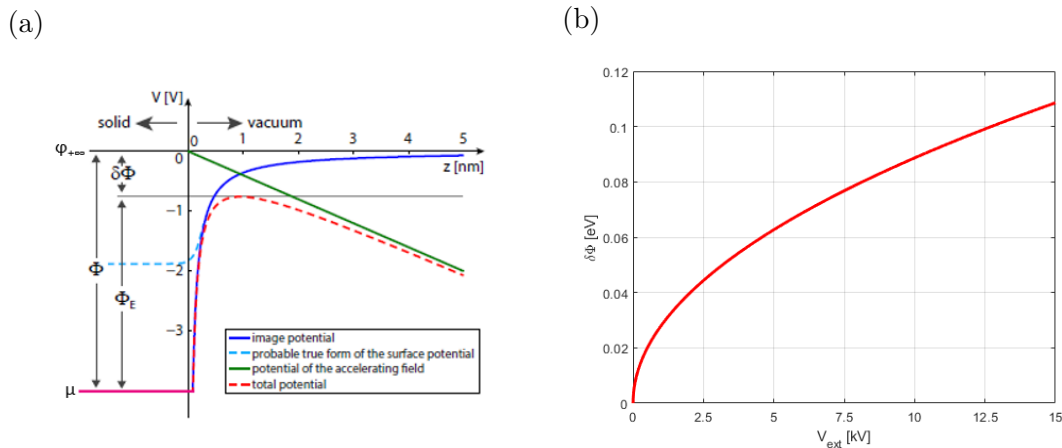 (a)
V [V]
solid
vacuum
0 1 2 3 4 5
φ+∞
0
z [nm]
δΦ
−1
Φ
−2
Φ_E
−3
image potential
probable true form of the surface potential
potential of the accelerating field
total potential
μ
(b)
0.12
0.1
0.08
0.06
0.04
0.02
0
δΦ [eV]
0 2.5 5 7.5 10 12.5 15
V_ext [kV]